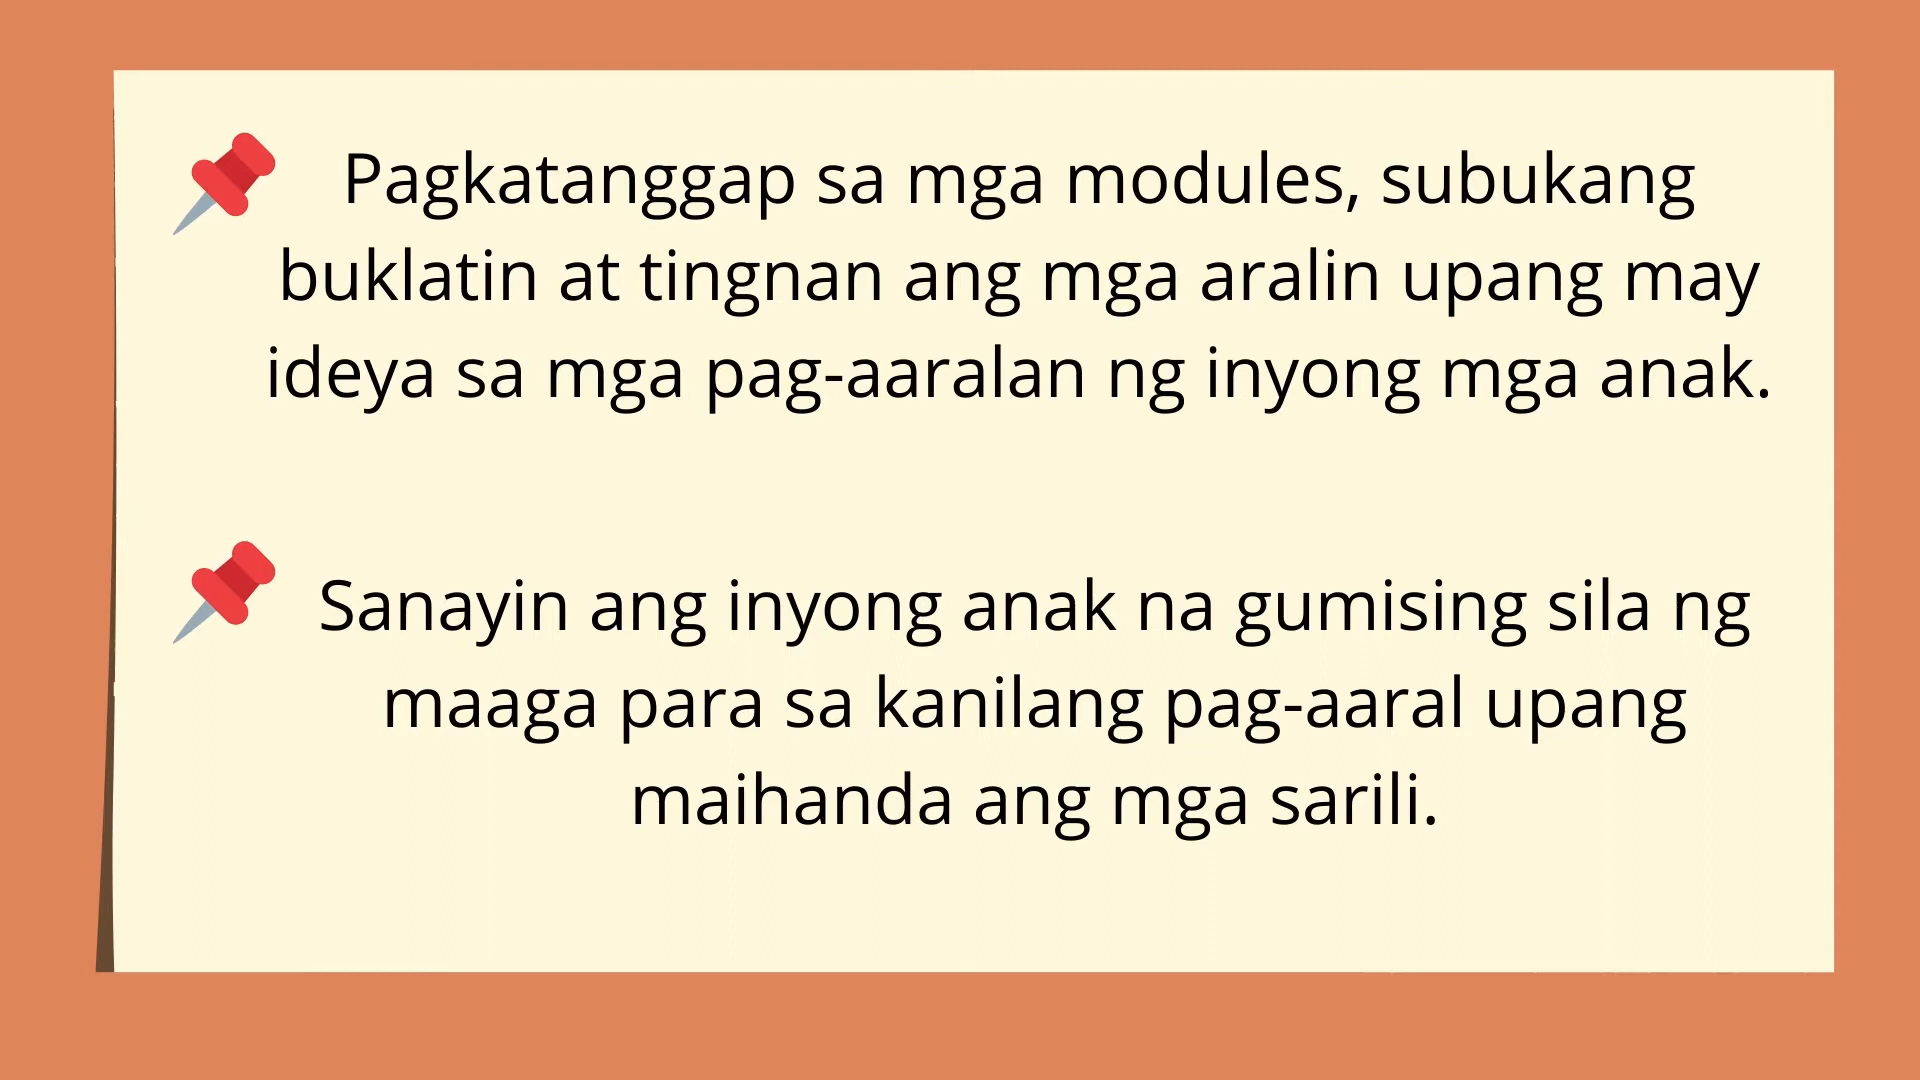 Pagkatanggap sa mga modules, subukang
buklatin at tingnan ang mga aralin upang may
ideya sa mga pag-aaralan ng inyong mga anak.
Sanayin ang inyong anak na gumising sila ng
maaga para sa kanilang pag-aaral upang
maihanda ang mga sarili.